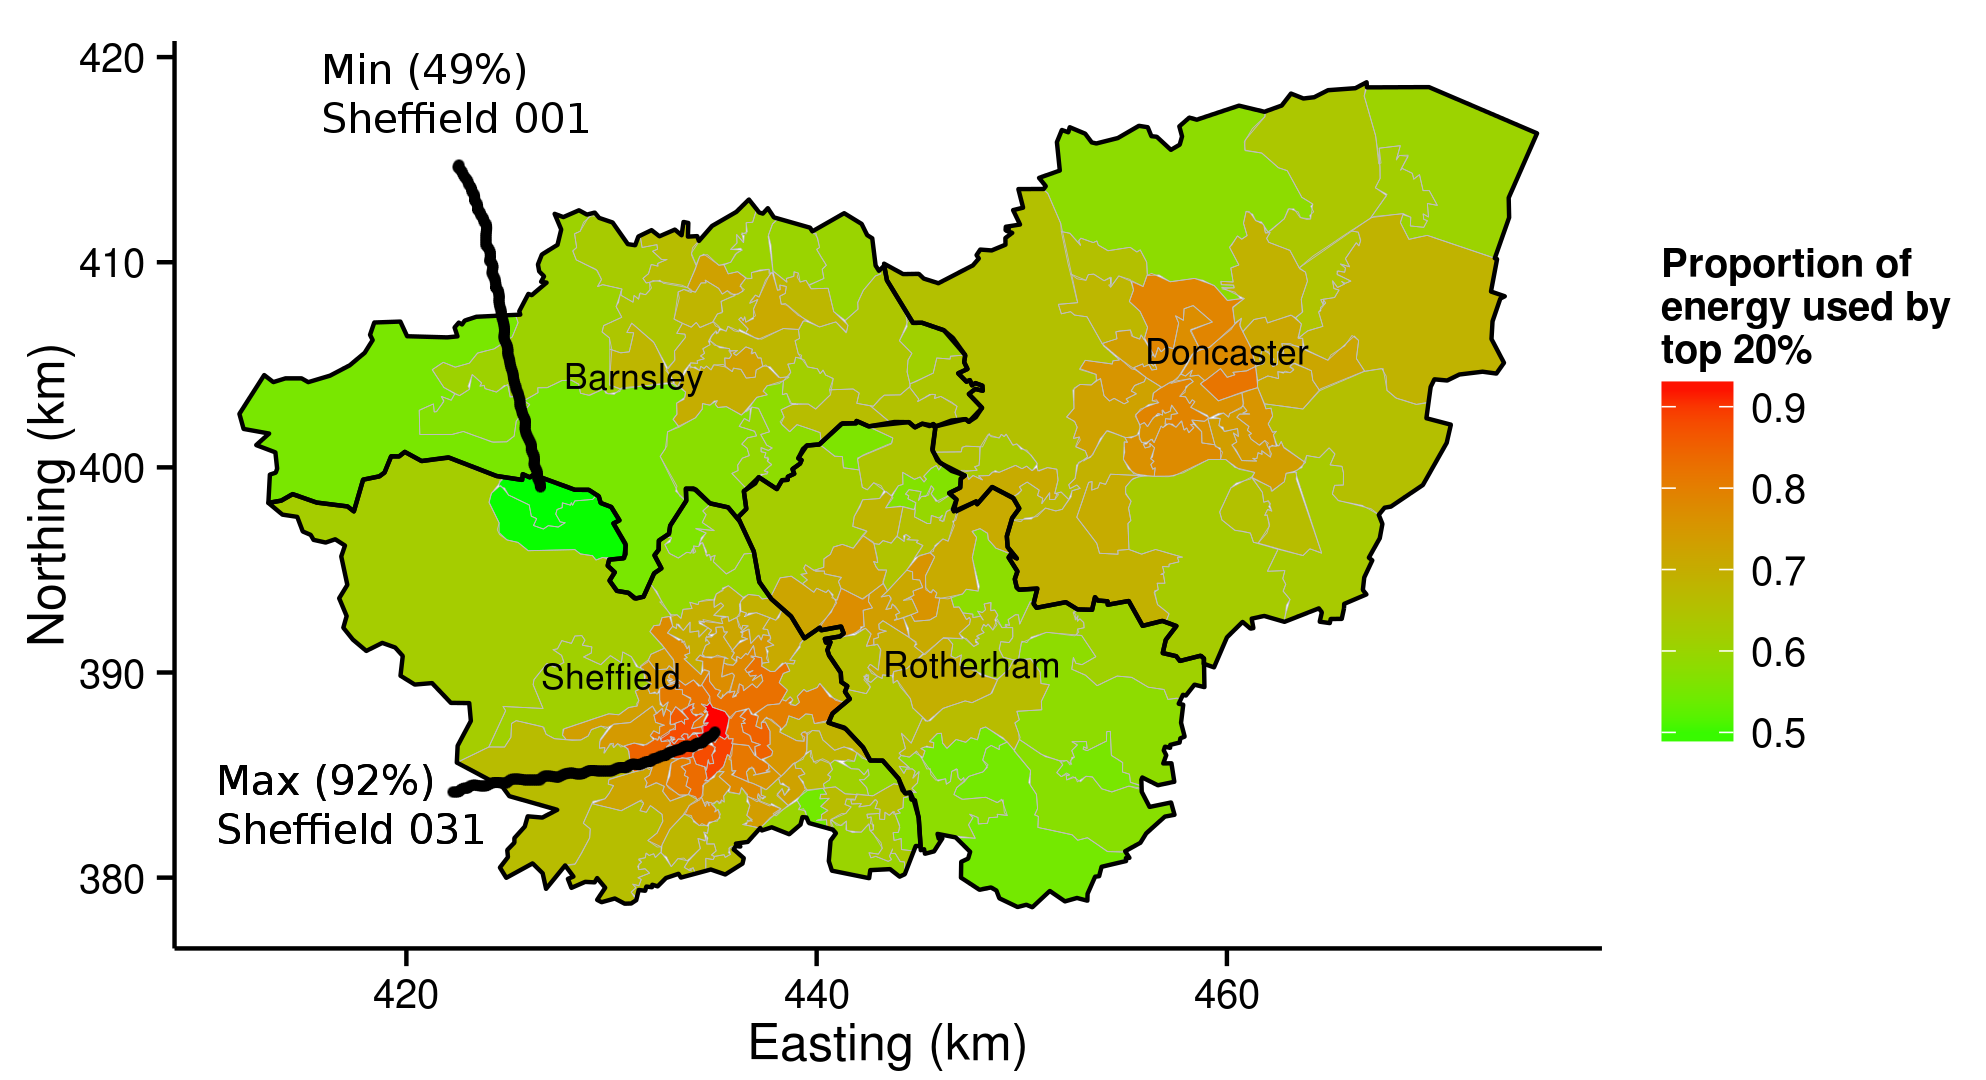 420
410
400
390
380
Northing (km)
Min (49%)
Sheffield 001
Barnsley
Doncaster
Sheffield
Rotherham
Max (92%)
Sheffield 031
420
440
460
Easting (km)
Proportion of
energy used by
top 20%
0.9
0.8
0.7
0.6
0.5